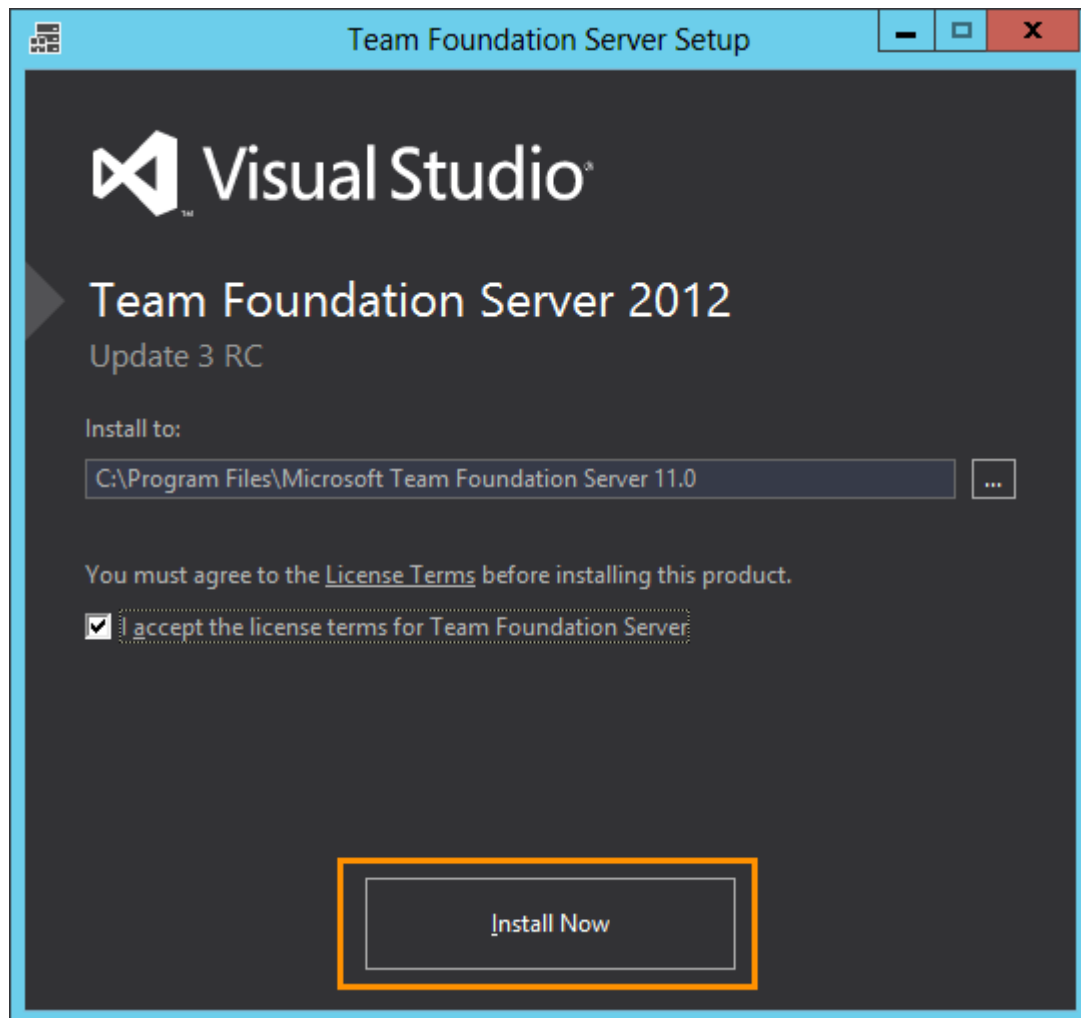 Team Foundation Server Setup
Visual Studio
Team Foundation Server 2012
Update 3 RC
Install to:
C:\Program Files\Microsoft Team Foundation Server 11.0
...
You must agree to the License Terms before installing this product.
I accept the license terms for Team Foundation Server
Install Now